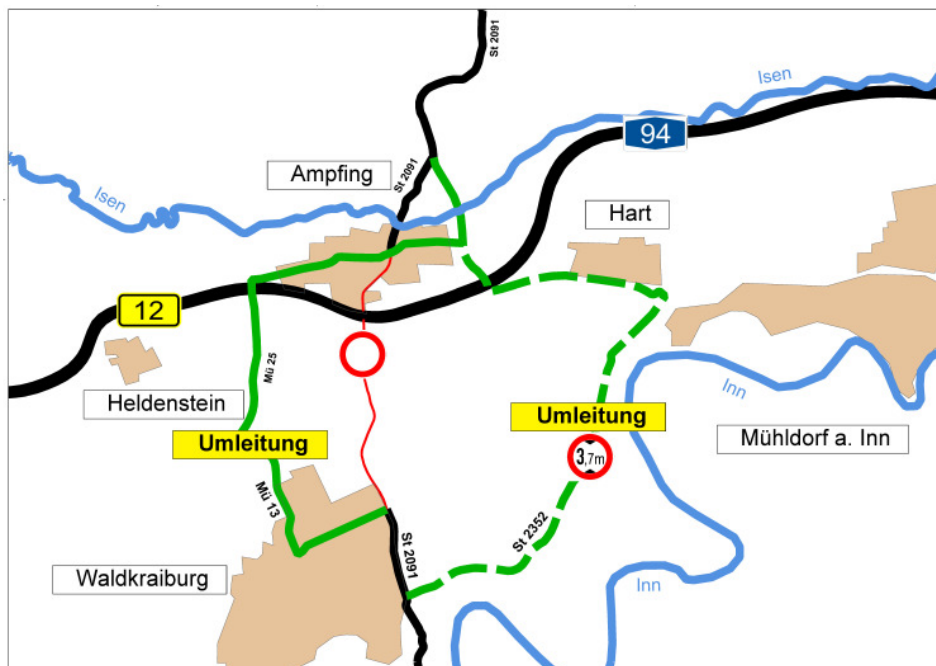 St 2091
Isen
94
Ampfing
St 2091
Hart
Isen
12
Mü 25
Heldenstein
Inn
Umleitung
Umleitung
Mühldorf a. Inn
3,7m
Mü 13
St 2352
St 2091
Waldkraiburg
Inn